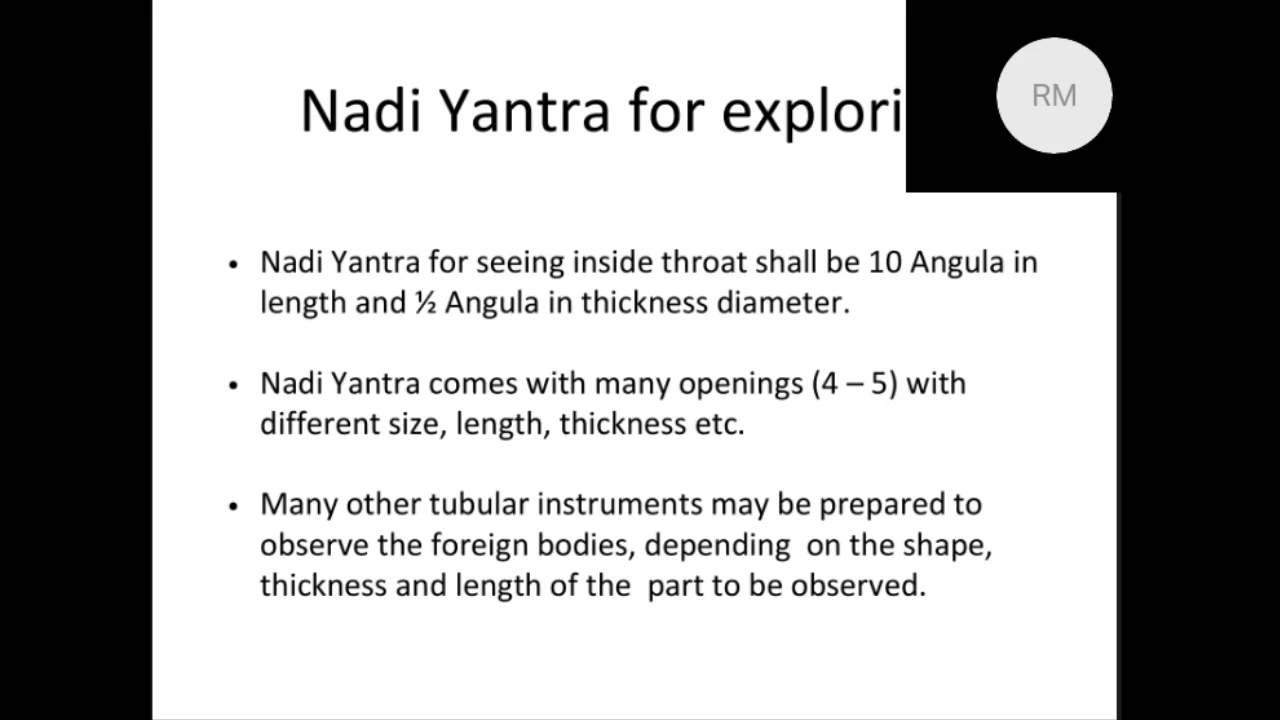 Nadi Yantra for explori
RM
• Nadi Yantra for seeing inside throat shall be 10 Angula in
length and ½ Angula in thickness diameter.
• Nadi Yantra comes with many openings (4 – 5) with
different size, length, thickness etc.
• Many other tubular instruments may be prepared to
observe the foreign bodies, depending  on the shape,
thickness and length of the  part to be observed.